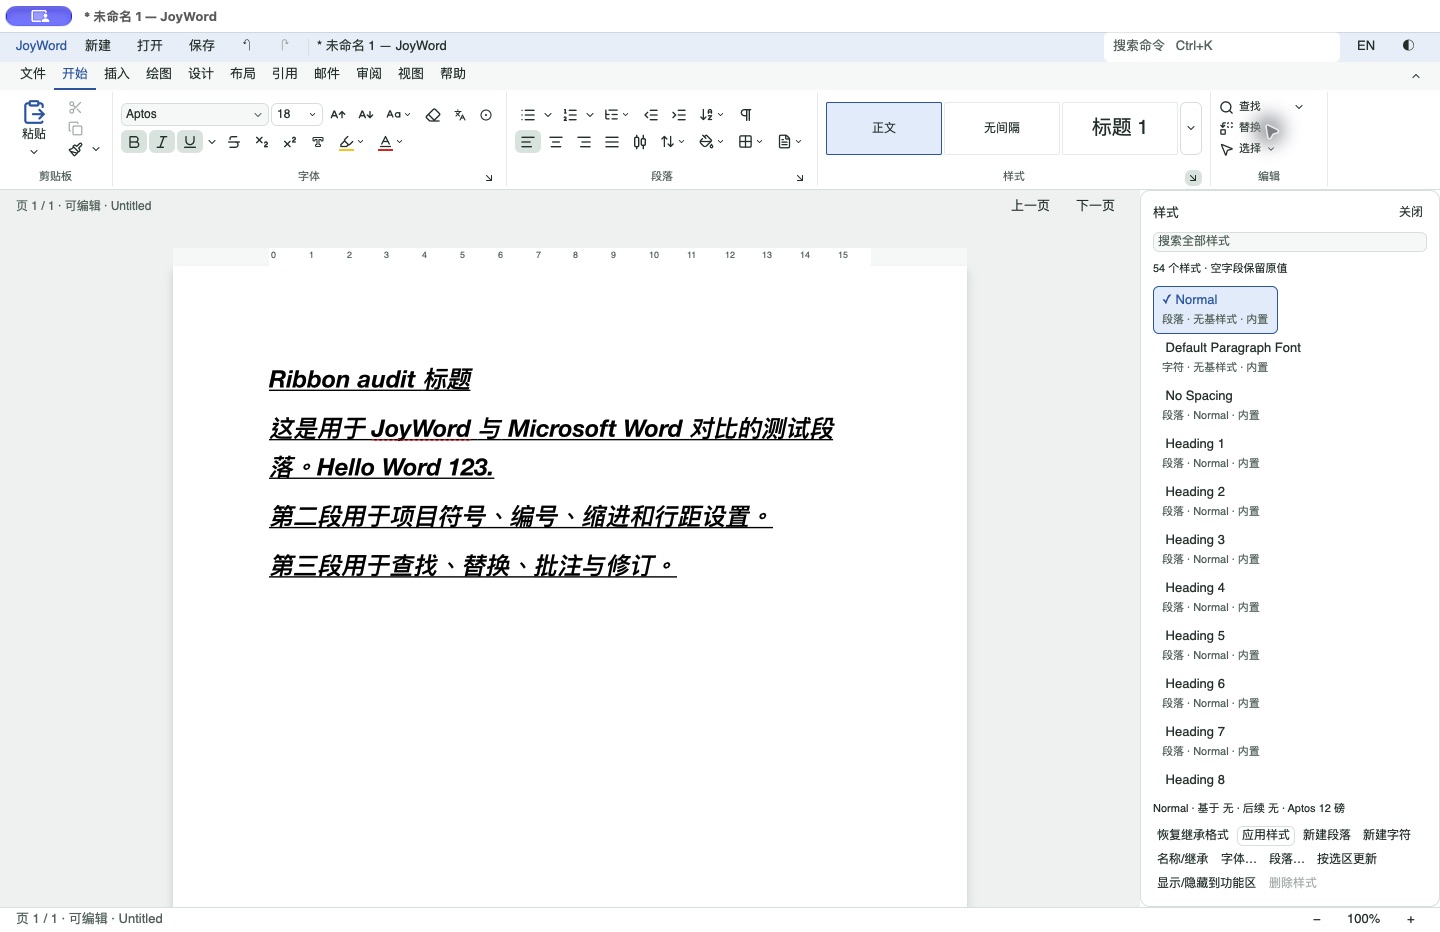 * 未命名 1 — JoyWord
JoyWord 新建 打开 保存 * 未命名 1 — JoyWord 搜索命令 Ctrl+K EN
文件 开始 插入 绘图 设计 布局 引用 邮件 审阅 视图 帮助
粘贴
剪贴板
Aptos 18 Aa
B I U S X₂ X² A
字体
段落
正文 无间隔 标题 1
样式
查找
替换
选择
编辑
页 1 / 1 · 可编辑 · Untitled 上一页 下一页
0 1 2 3 4 5 6 7 8 9 10 11 12 13 14 15
Ribbon audit 标题
这是用于 JoyWord 与 Microsoft Word 对比的测试段
落。Hello Word 123.
第二段用于项目符号、编号、缩进和行距设置。
第三段用于查找、替换、批注与修订。
样式 关闭
搜索全部样式
54 个样式 · 空字段保留原值
✓ Normal
段落 · 无基样式 · 内置
Default Paragraph Font
字符 · 无基样式 · 内置
No Spacing
段落 · Normal · 内置
Heading 1
段落 · Normal · 内置
Heading 2
段落 · Normal · 内置
Heading 3
段落 · Normal · 内置
Heading 4
段落 · Normal · 内置
Heading 5
段落 · Normal · 内置
Heading 6
段落 · Normal · 内置
Heading 7
段落 · Normal · 内置
Heading 8
Normal · 基于 无 · 后续 无 · Aptos 12 磅
恢复继承格式 应用样式 新建段落 新建字符
名称/继承 字体... 段落... 按选区更新
显示/隐藏到功能区 删除样式
页 1 / 1 · 可编辑 · Untitled − 100% +